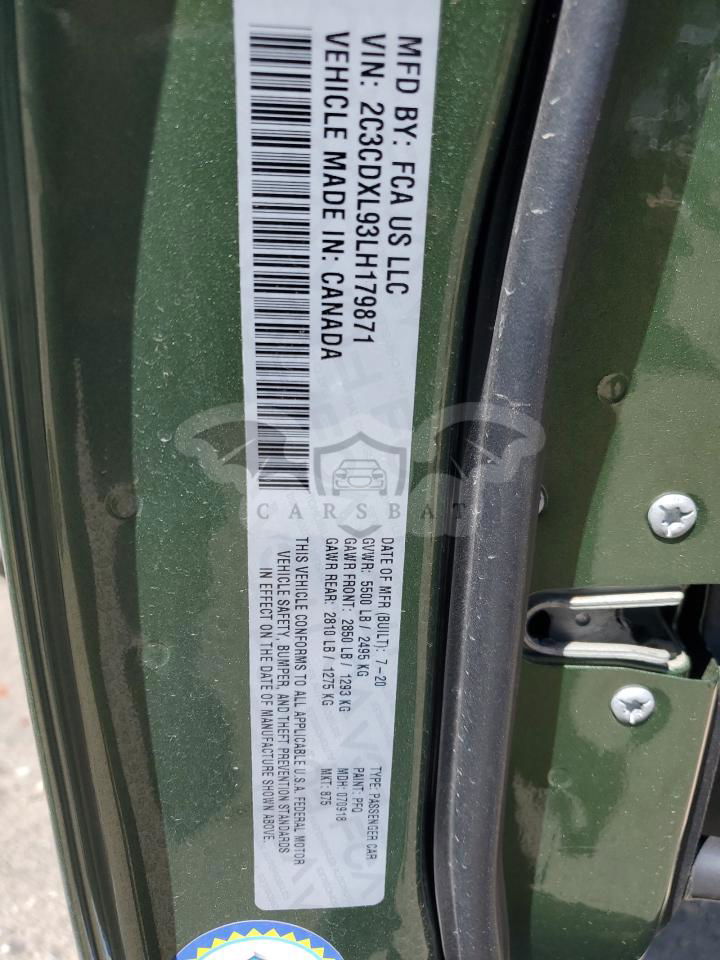 MFD BY: FCA US LLC
VIN: 2C3CDXL93LH179871
VEHICLE MADE IN: CANADA
DATE OF MFR (BUILT): 7-20
GVWR: 5500 LB / 2495 KG
GAWR FRONT: 2850 LB / 1293 KG
GAWR REAR: 2810 LB / 1275 KG
TYPE: PASSENGER CAR
PAINT: PFQ
MDH: 070918
MKT: 875
THIS VEHICLE CONFORMS TO ALL APPLICABLE U.S.A. FEDERAL MOTOR
VEHICLE SAFETY, BUMPER, AND THEFT PREVENTION STANDARDS
IN EFFECT ON THE DATE OF MANUFACTURE SHOWN ABOVE.
CARSBAT